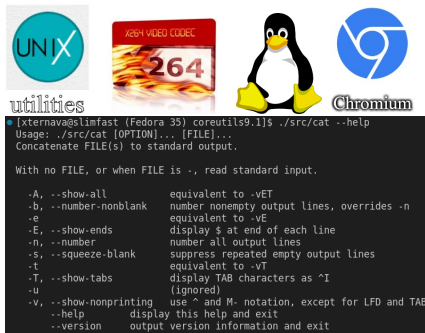 UNIX
utilities
X264 VIDEO CODEC
264
Chromium
[xternava@slimfast (Fedora 35) coreutils9.1]$ ./src/cat --help
Usage: ./src/cat [OPTION]... [FILE]...
Concatenate FILE(s) to standard output.
With no FILE, or when FILE is -, read standard input.
-A, --show-all equivalent to -vET
-b, --number-nonblank number nonempty output lines, overrides -n
-e equivalent to -vE
-E, --show-ends display $ at end of each line
-n, --number number all output lines
-s, --squeeze-blank suppress repeated empty output lines
-t equivalent to -vT
-T, --show-tabs display TAB characters as ^I
-u (ignored)
-v, --show-nonprinting use ^ and M- notation, except for LFD and TAB
--help display this help and exit
--version output version information and exit